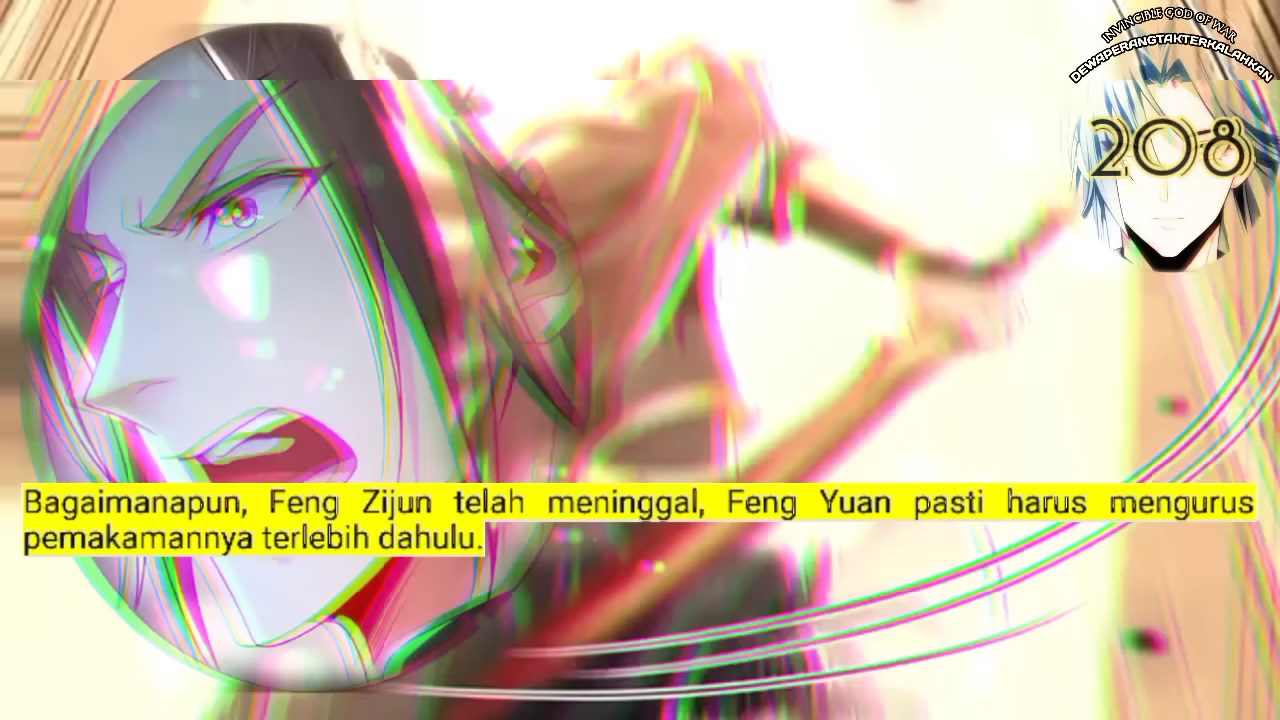 INVINCIBLE GOD OF WAR
DEWAPERANGTAKTERKALAHKAN
208
Bagaimanapun, Feng Zijun telah meninggal, Feng Yuan pasti harus mengurus
pemakamannya terlebih dahulu.